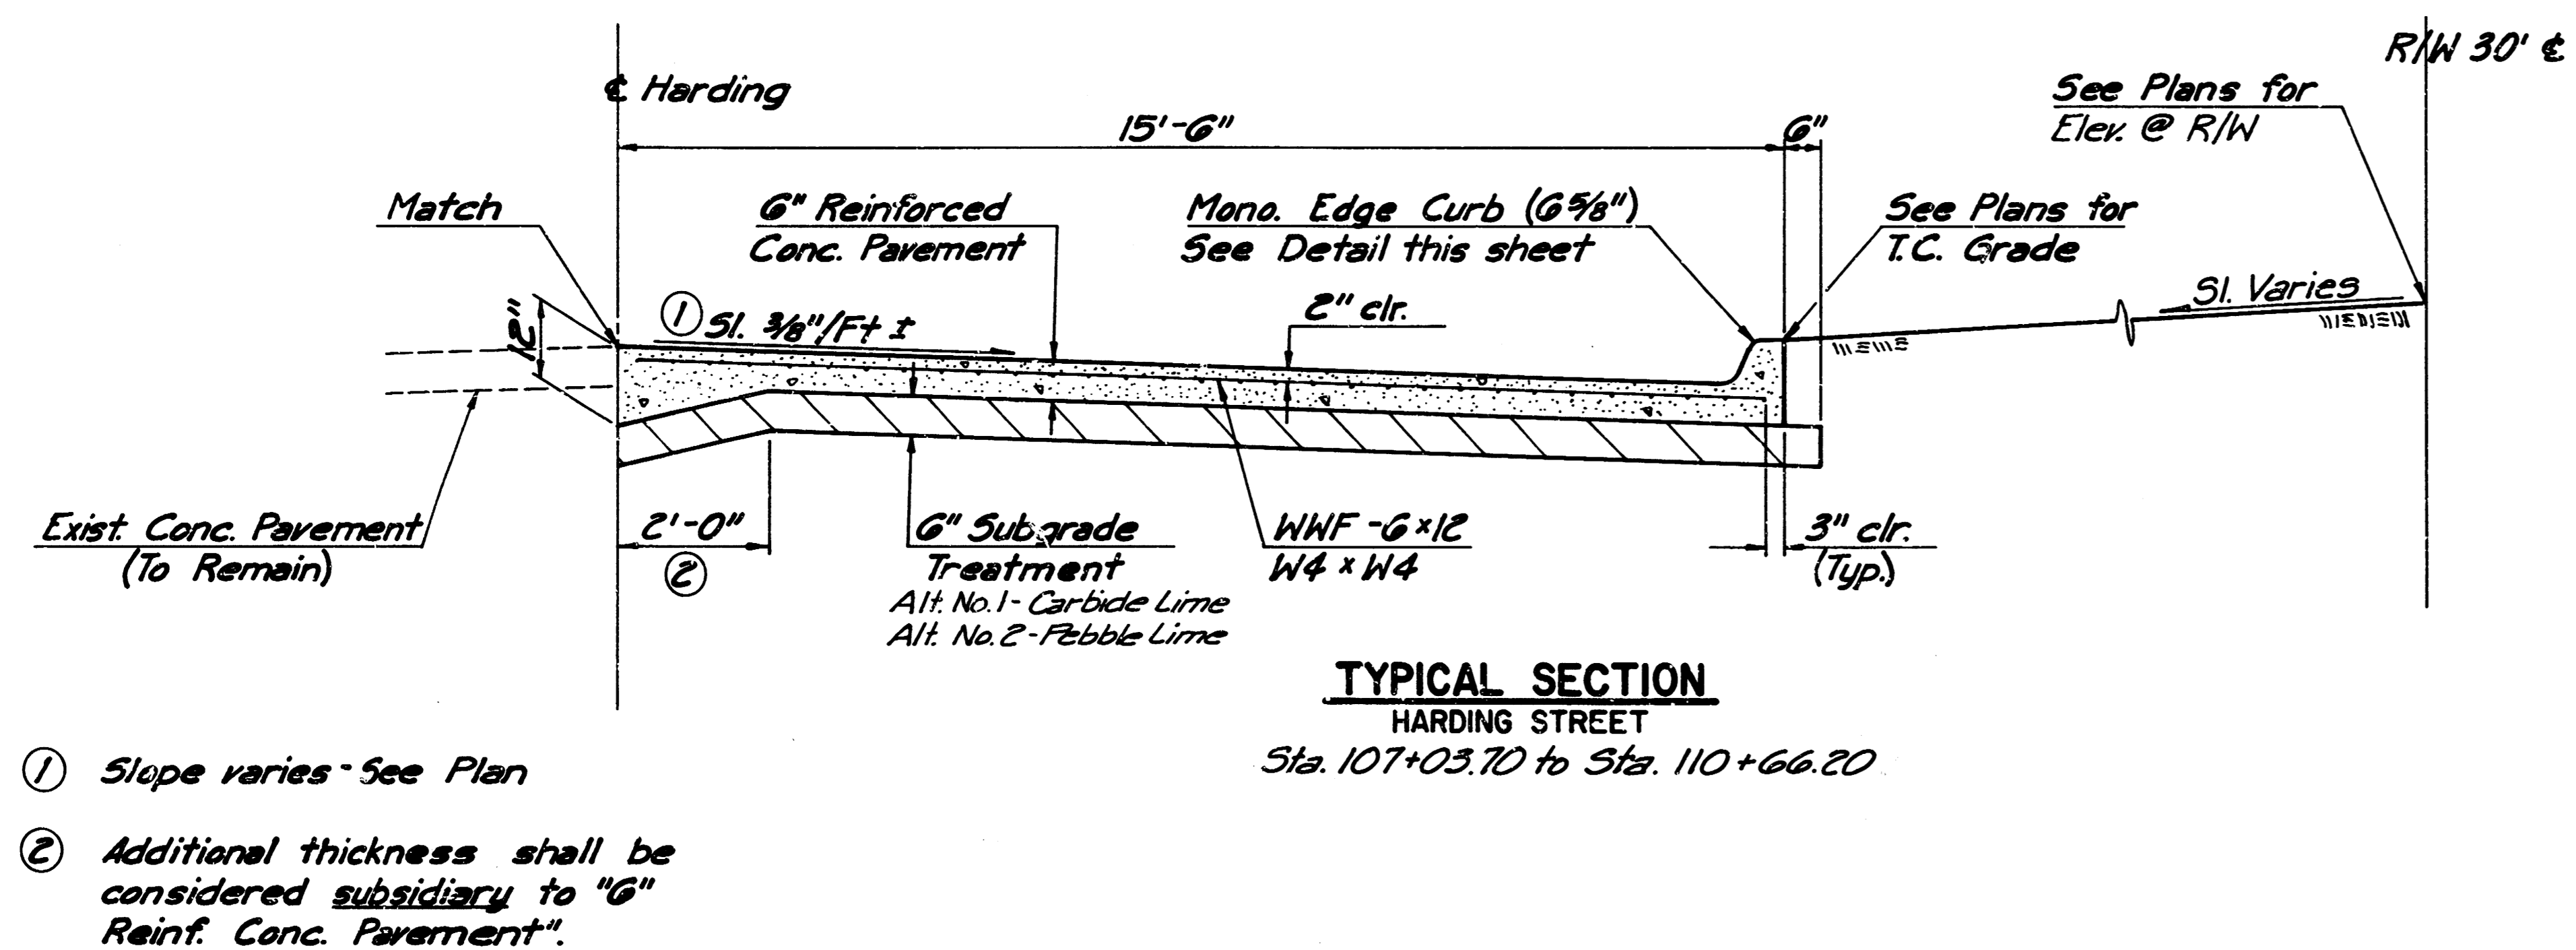 R/W 30' ℄
℄ Harding
See Plans for
Elev. @ R/W
15'-6"
6"
Match
6" Reinforced
Conc. Pavement
Mono. Edge Curb (6 5/8")
See Detail this sheet
See Plans for
T.C. Grade
12"
1 Sl. 3/8"/Ft ±
2" clr.
Sl. Varies
Exist. Conc. Pavement
(To Remain)
2'-0"
2
6" Subgrade
Treatment
Alt. No. 1 - Carbide Lime
Alt. No. 2 - Pebble Lime
WWF - 6 × 12
W4 × W4
3" clr.
(Typ.)
TYPICAL SECTION
HARDING STREET
Sta. 107+03.70 to Sta. 110+66.20
1 Slope varies - See Plan
2 Additional thickness shall be
considered subsidiary to "6"
Reinf. Conc. Pavement".